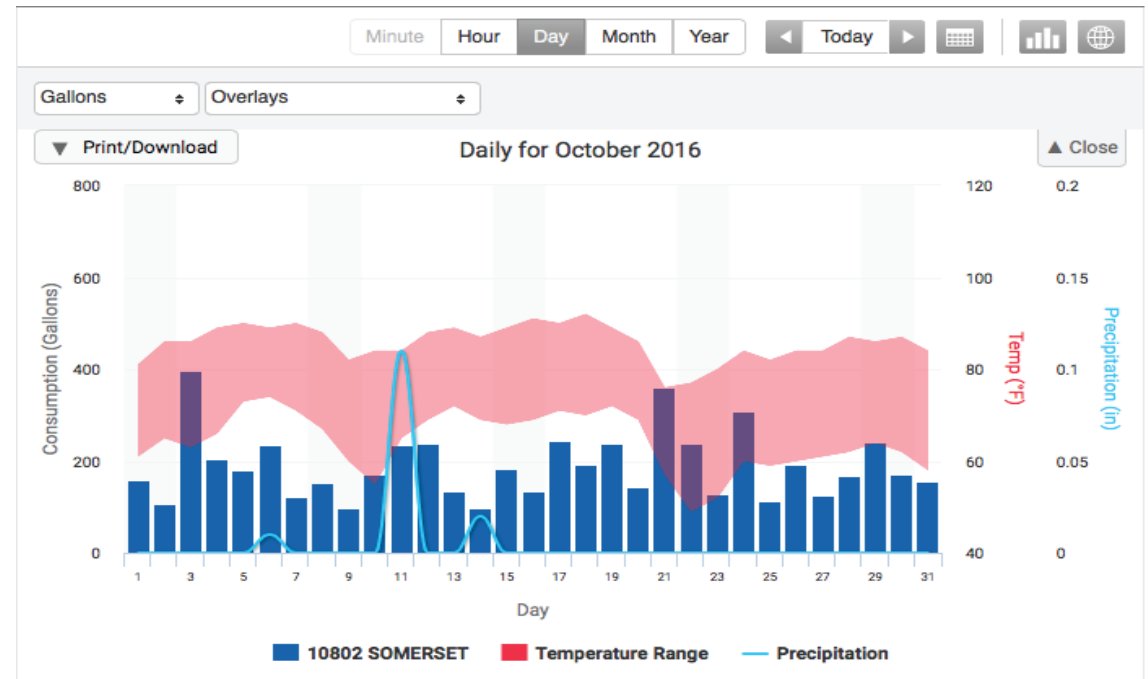 Minute Hour Day Month Year Today
Gallons Overlays
Print/Download Daily for October 2016 Close
800 120 0.2
600 100 0.15
400 80 0.1
200 60 0.05
0 40 0
Consumption (Gallons)
Temp (°F)
Precipitation (in)
1 3 5 7 9 11 13 15 17 19 21 23 25 27 29 31
Day
10802 SOMERSET Temperature Range Precipitation